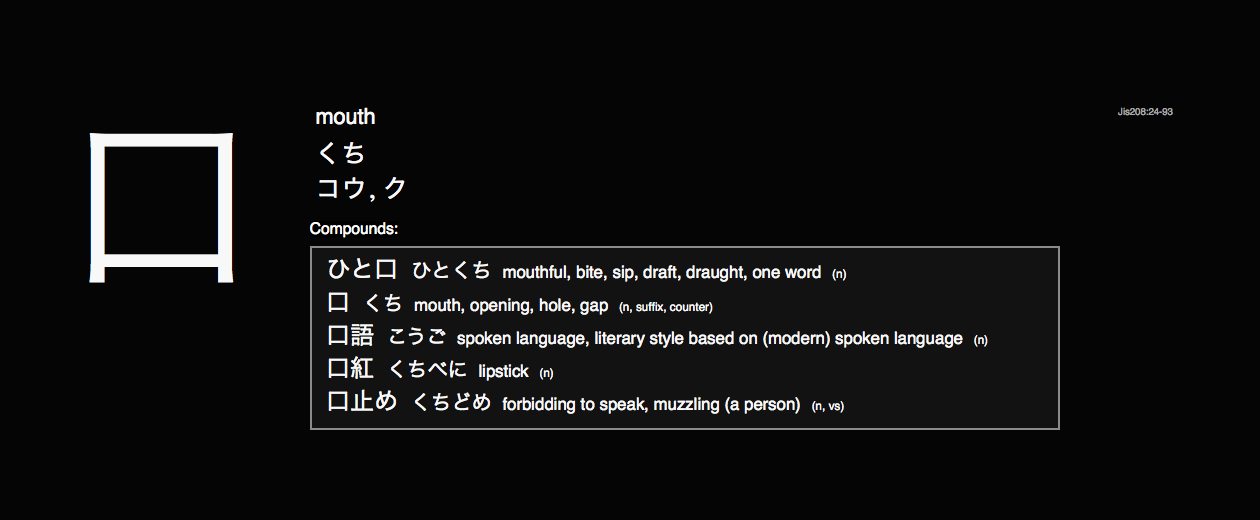 口
mouth
くち
コウ, ク
Jis208:24-93
Compounds:
ひと口 ひとくち mouthful, bite, sip, draft, draught, one word (n)
口 くち mouth, opening, hole, gap (n, suffix, counter)
口語 こうご spoken language, literary style based on (modern) spoken language (n)
口紅 くちべに lipstick (n)
口止め くちどめ forbidding to speak, muzzling (a person) (n, vs)